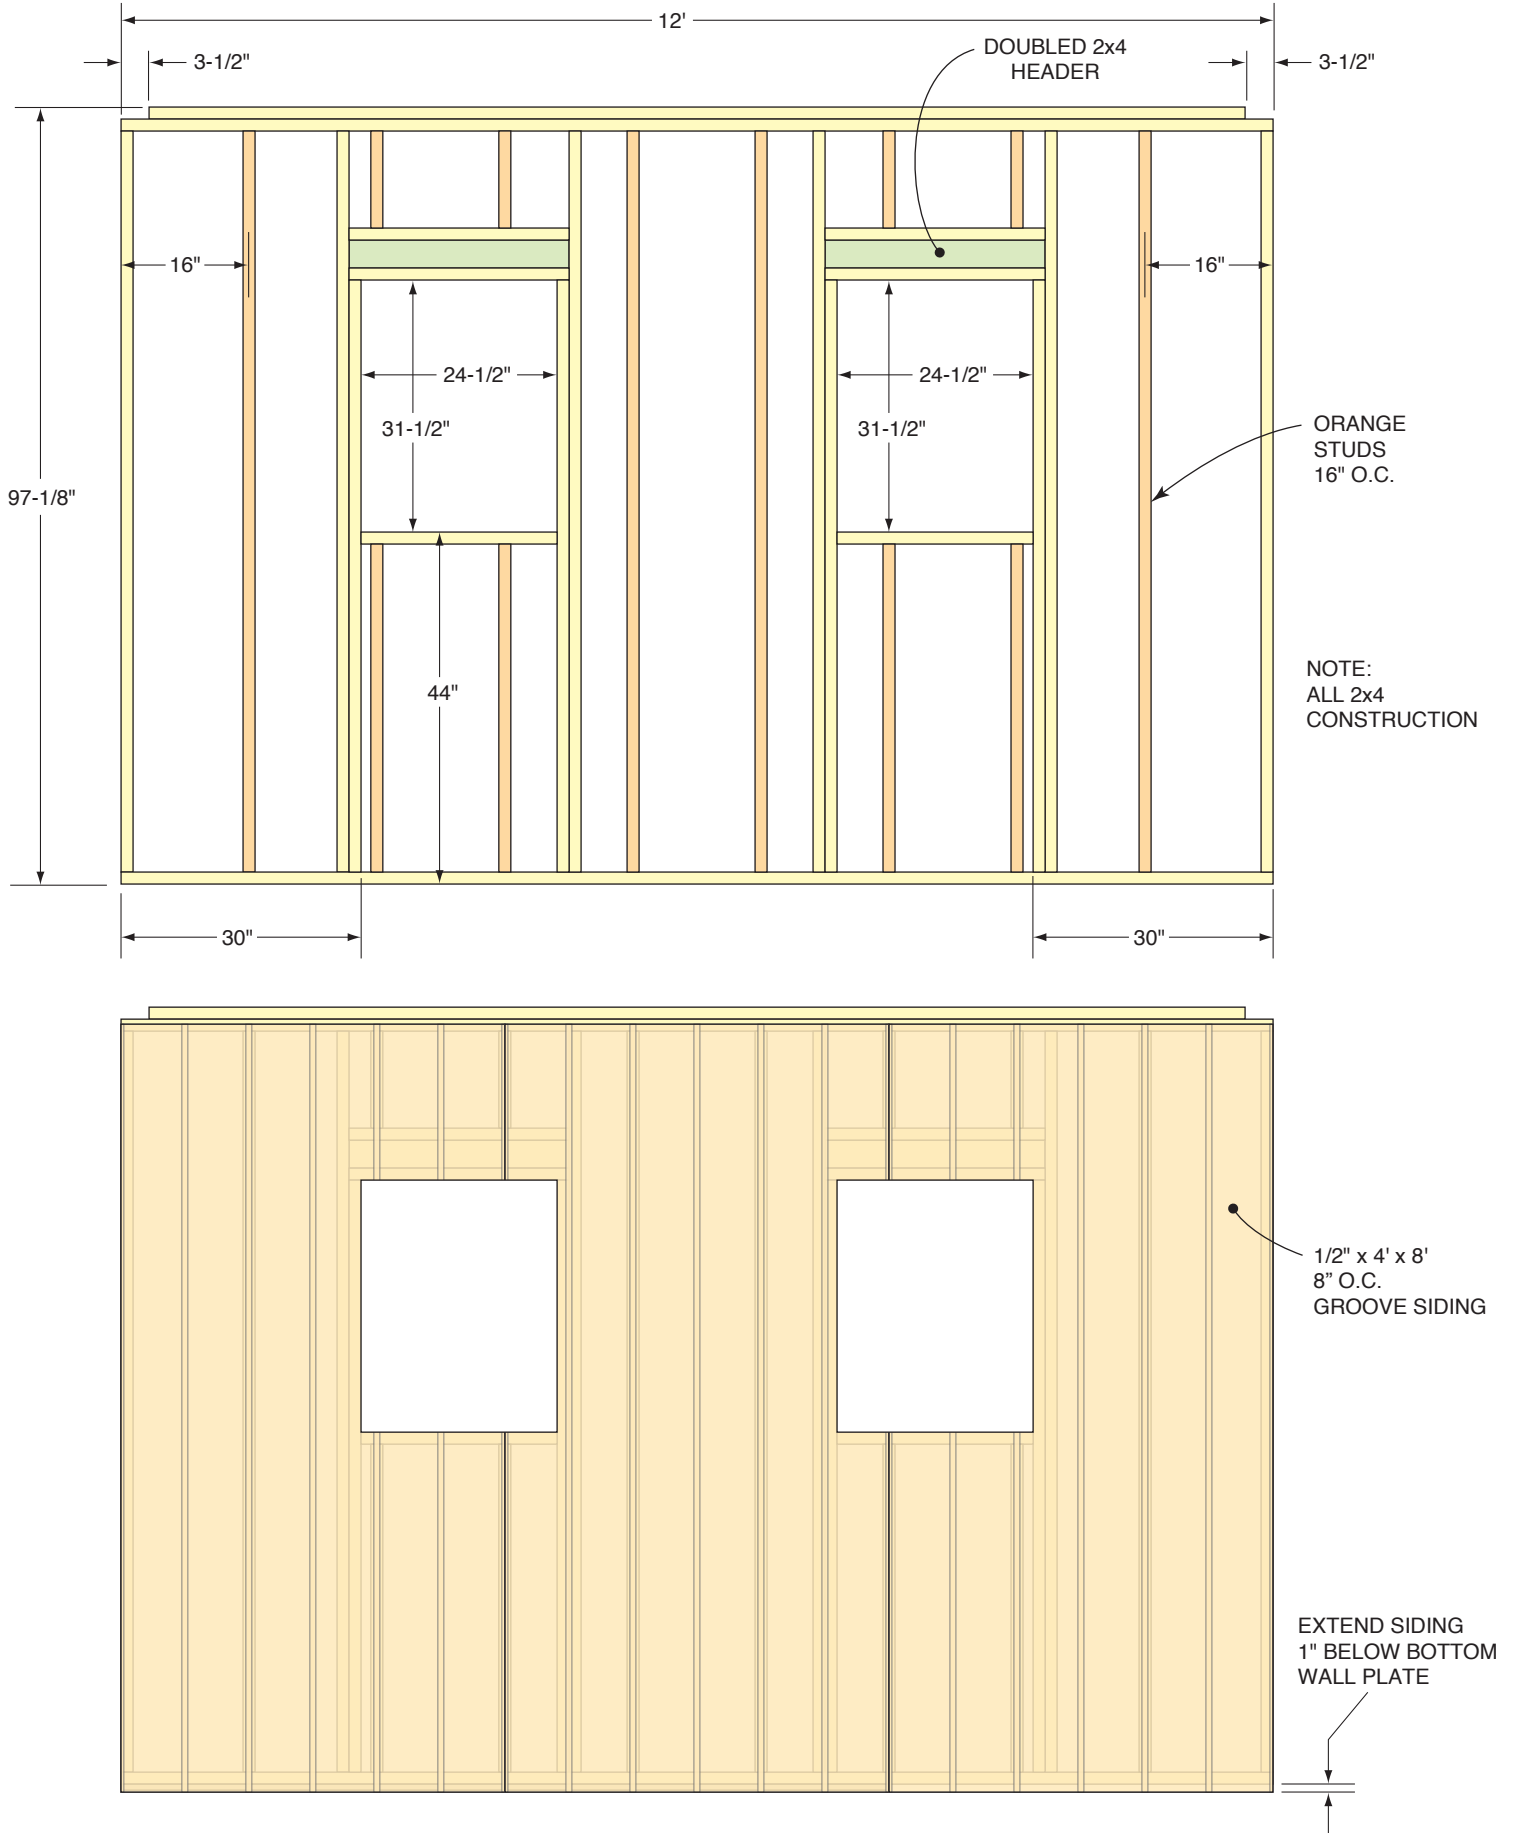 12'
3-1/2"
DOUBLED 2x4
HEADER
3-1/2"
16"
16"
24-1/2"
24-1/2"
31-1/2"
31-1/2"
ORANGE
STUDS
16" O.C.
97-1/8"
44"
NOTE:
ALL 2x4
CONSTRUCTION
30"
30"
1/2" x 4' x 8'
8” O.C.
GROOVE SIDING
EXTEND SIDING
1" BELOW BOTTOM
WALL PLATE